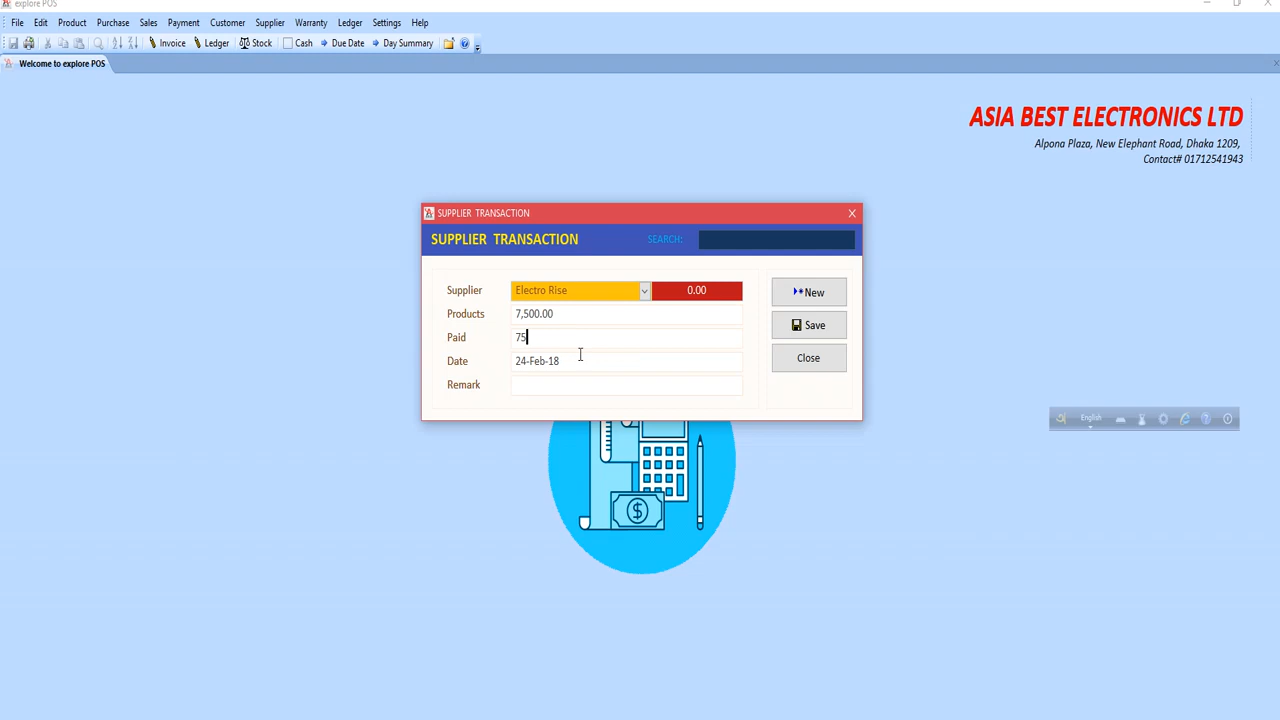 explore POS
File Edit Product Purchase Sales Payment Customer Supplier Warranty Ledger Settings Help
Invoice Ledger Stock Cash Due Date Day Summary
Welcome to explore POS
ASIA BEST ELECTRONICS LTD
Alpona Plaza, New Elephant Road, Dhaka 1209,
Contact# 01712541943
SUPPLIER TRANSACTION
SUPPLIER TRANSACTION SEARCH:
Supplier Electro Rise 0.00 New
Products 7,500.00
Save
Paid 75
Date 24-Feb-18 Close
Remark
English
$